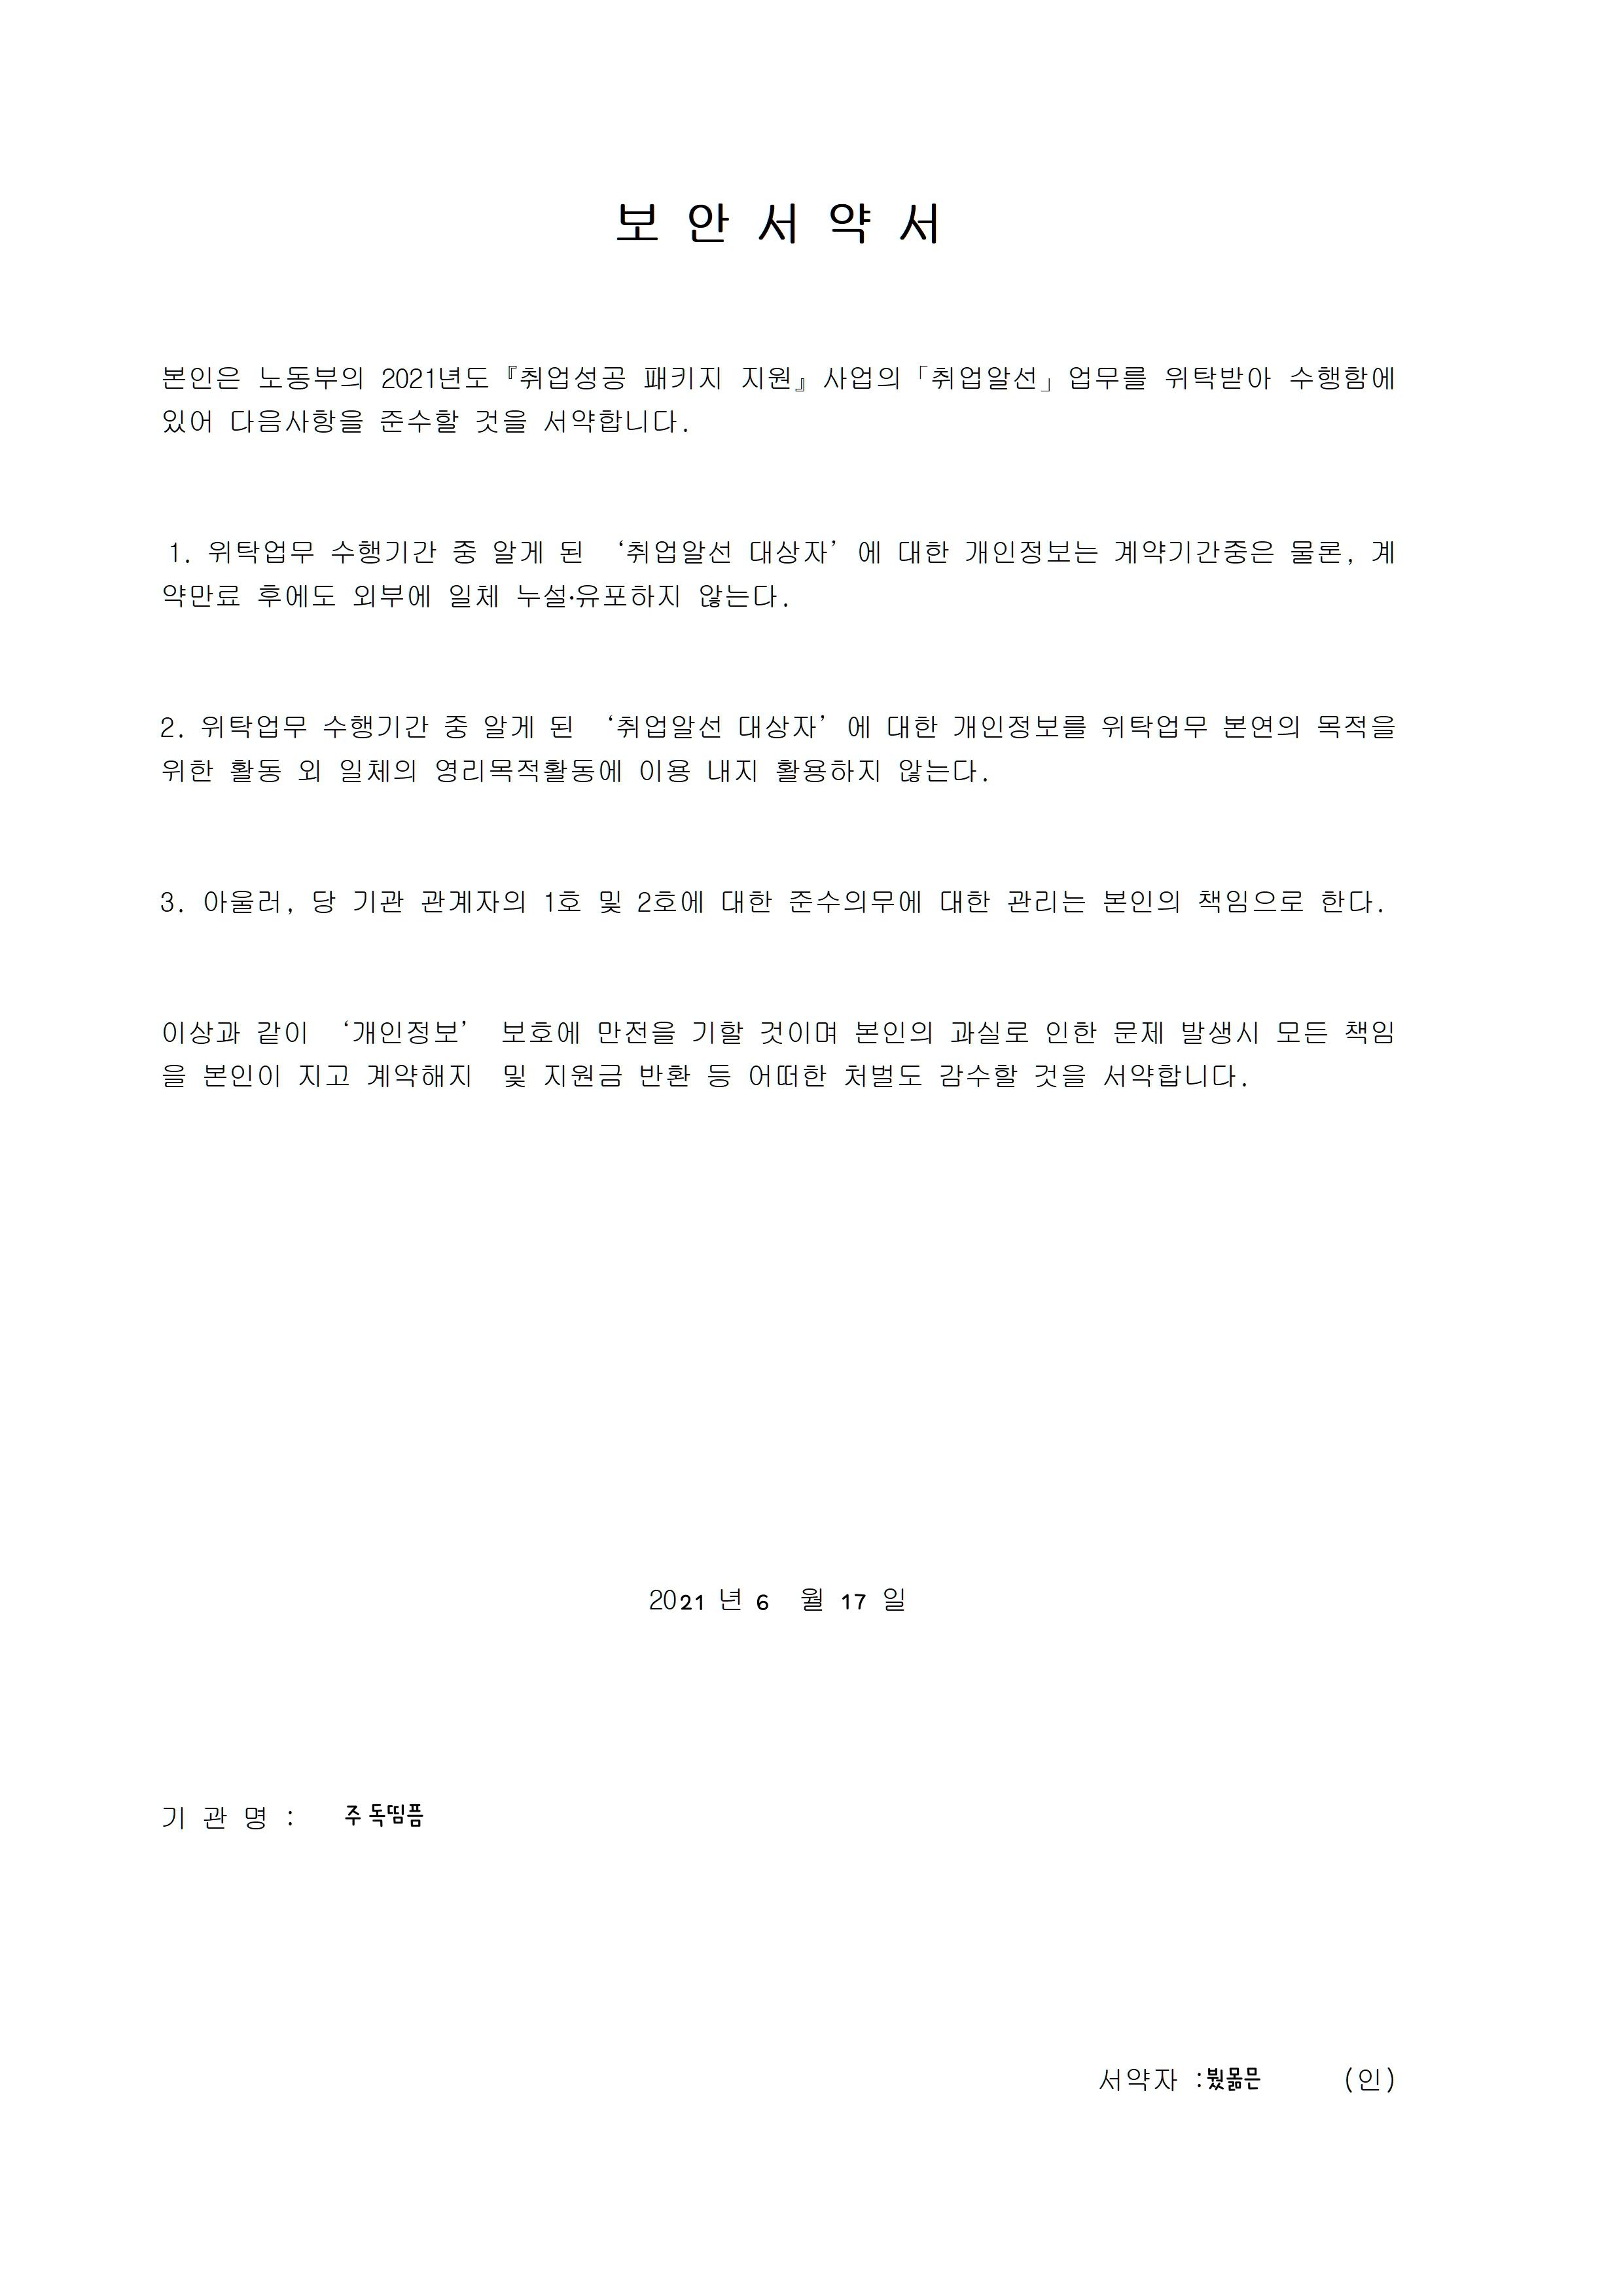 보 안 서 약 서
본인은 노동부의 2021년도『취업성공 패키지 지원』사업의「취업알선」업무를 위탁받아 수행함에
있어 다음사항을 준수할 것을 서약합니다.
1. 위탁업무 수행기간 중 알게 된 ‘취업알선 대상자’에 대한 개인정보는 계약기간중은 물론, 계
약만료 후에도 외부에 일체 누설·유포하지 않는다.
2. 위탁업무 수행기간 중 알게 된 ‘취업알선 대상자’에 대한 개인정보를 위탁업무 본연의 목적을
위한 활동 외 일체의 영리목적활동에 이용 내지 활용하지 않는다.
3. 아울러, 당 기관 관계자의 1호 및 2호에 대한 준수의무에 대한 관리는 본인의 책임으로 한다.
이상과 같이 ‘개인정보’ 보호에 만전을 기할 것이며 본인의 과실로 인한 문제 발생시 모든 책임
을 본인이 지고 계약해지 및 지원금 반환 등 어떠한 처벌도 감수할 것을 서약합니다.
2021 년 6 월 17 일
기 관 명 : 주 독띰픔
서약자 : (인)